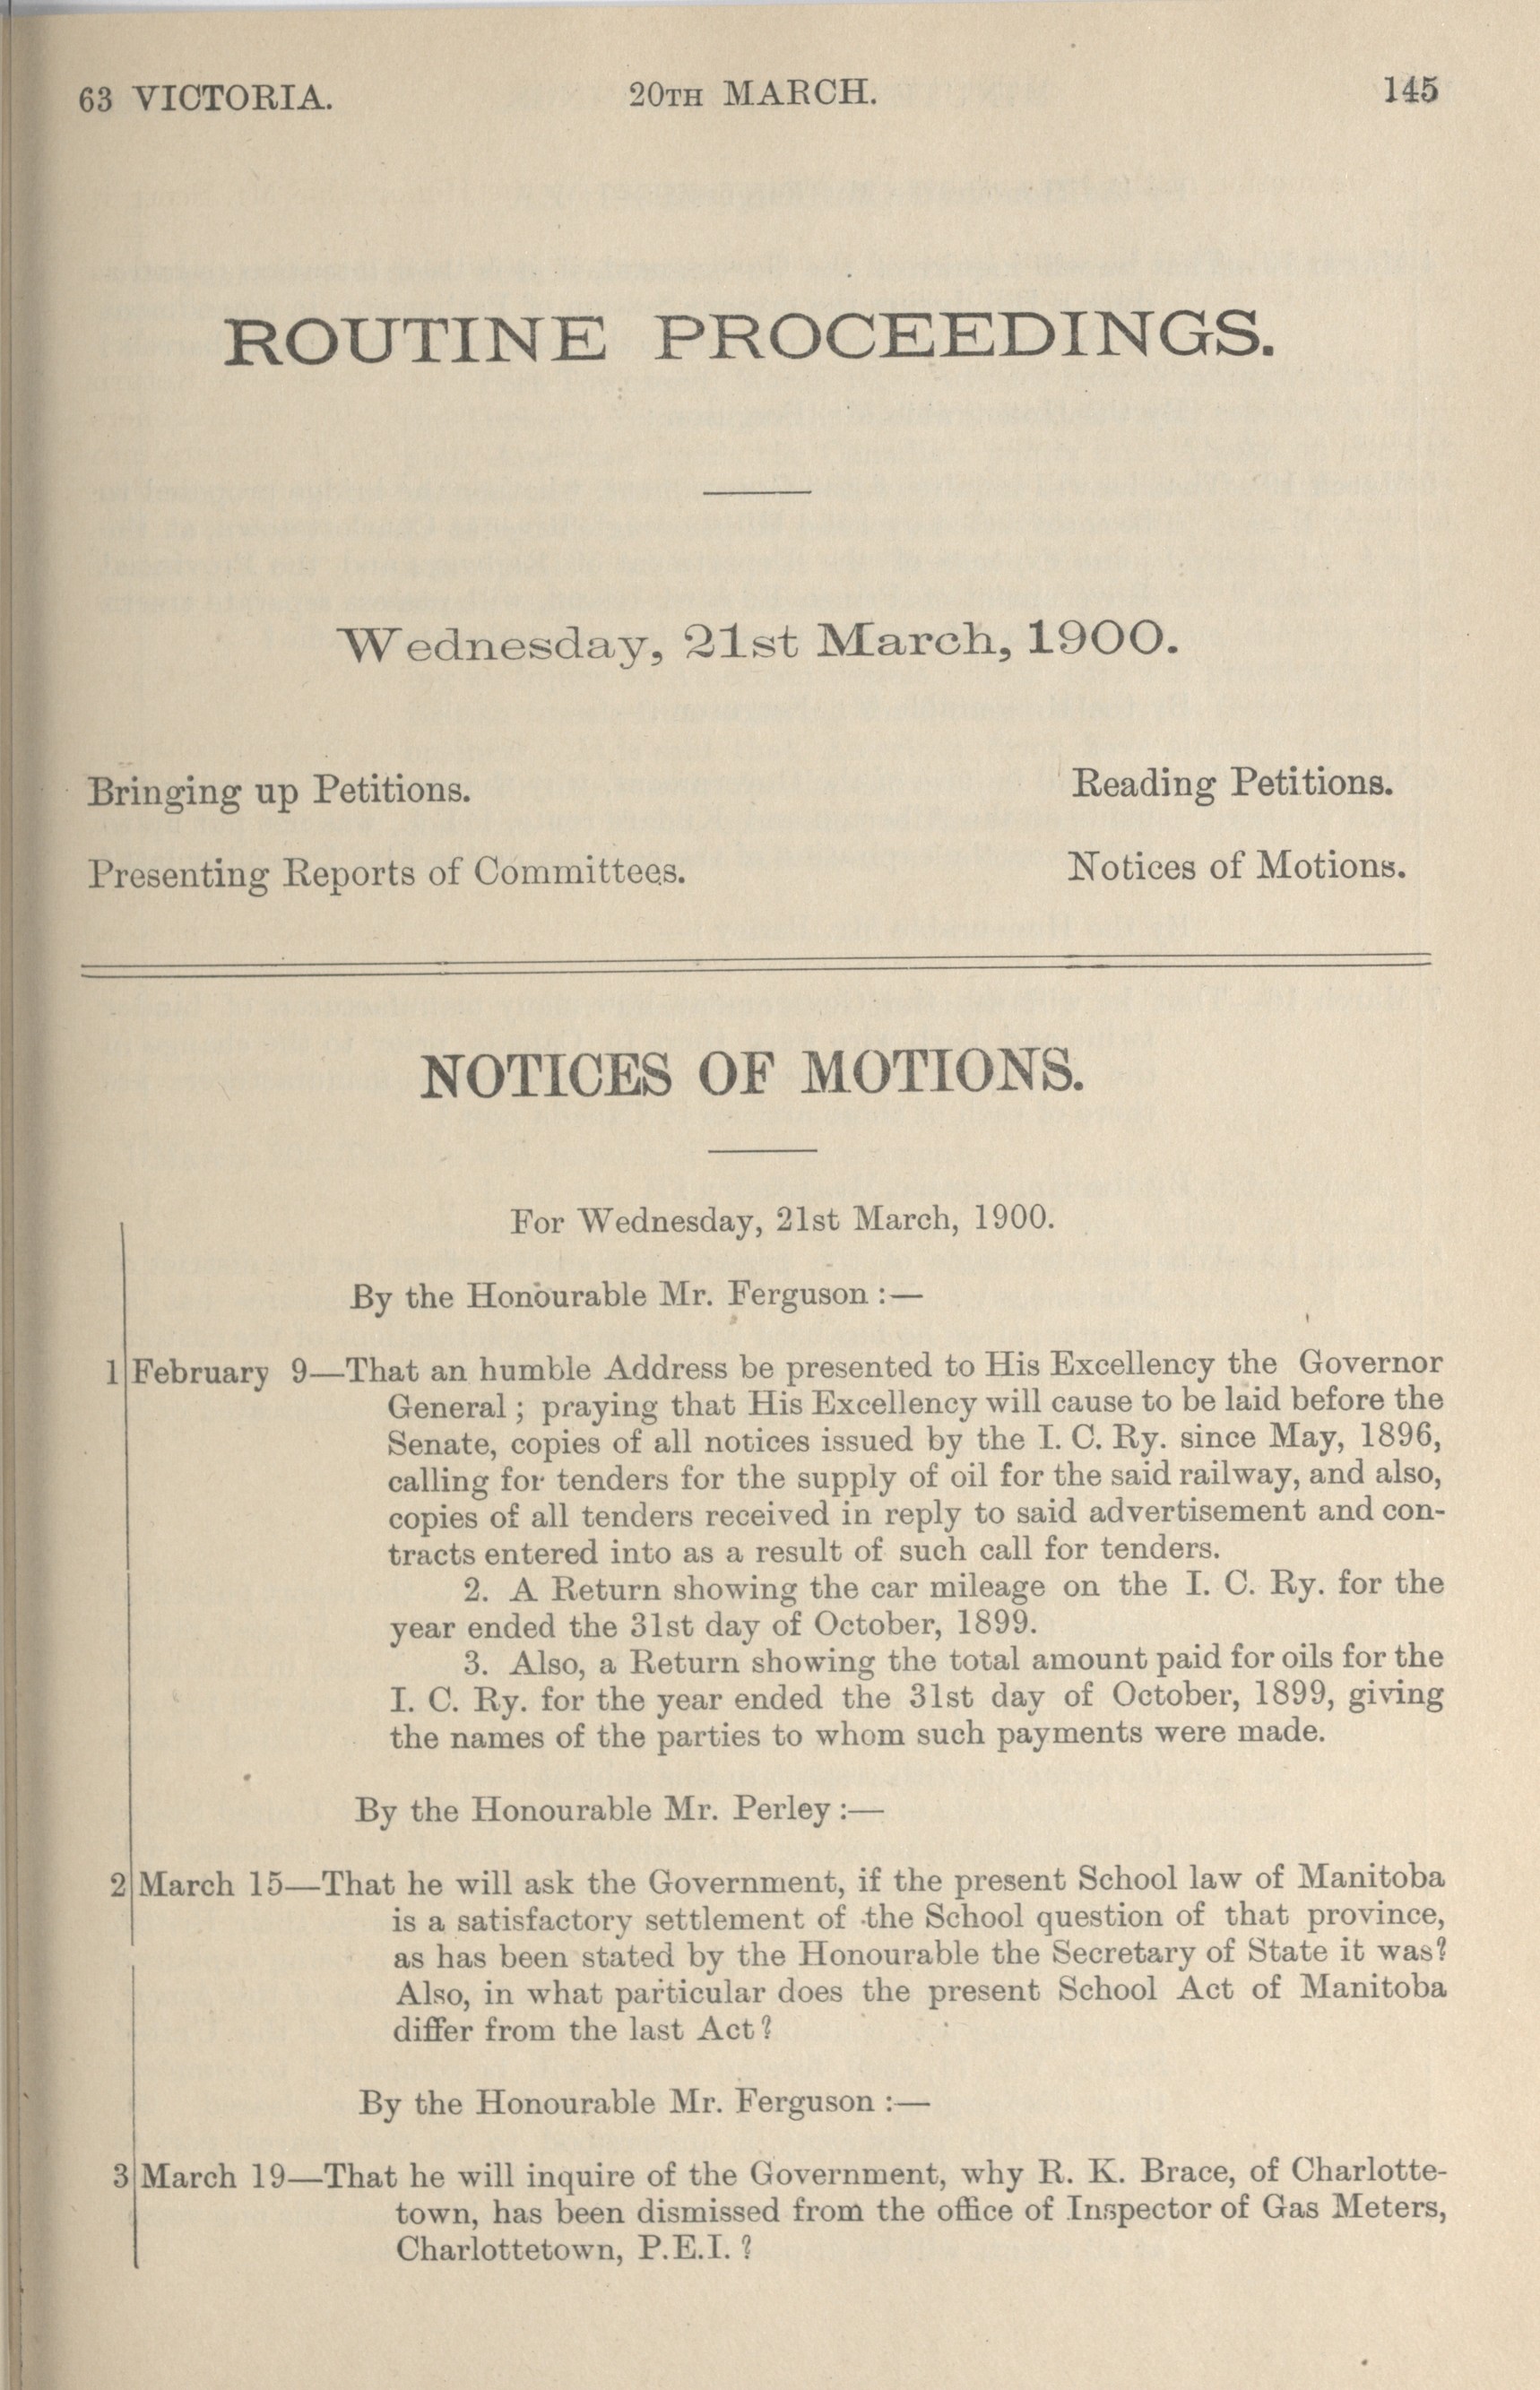 63 VICTORIA. 20TH MARCH. 145
ROUTINE PROCEEDINGS.
Wednesday, 21st March, 1900.
Bringing up Petitions. Reading Petitions.
Presenting Reports of Committees. Notices of Motions.
NOTICES OF MOTIONS.
For Wednesday, 21st March, 1900.
By the Honourable Mr. Ferguson :—
1 February 9—That an humble Address be presented to His Excellency the Governor
General ; praying that His Excellency will cause to be laid before the
Senate, copies of all notices issued by the I. C. Ry. since May, 1896,
calling for tenders for the supply of oil for the said railway, and also,
copies of all tenders received in reply to said advertisement and con-
tracts entered into as a result of such call for tenders.
2. A Return showing the car mileage on the I. C. Ry. for the
year ended the 31st day of October, 1899.
3. Also, a Return showing the total amount paid for oils for the
I. C. Ry. for the year ended the 31st day of October, 1899, giving
the names of the parties to whom such payments were made.
By the Honourable Mr. Perley :—
2 March 15—That he will ask the Government, if the present School law of Manitoba
is a satisfactory settlement of the School question of that province,
as has been stated by the Honourable the Secretary of State it was?
Also, in what particular does the present School Act of Manitoba
differ from the last Act ?
By the Honourable Mr. Ferguson :—
3 March 19—That he will inquire of the Government, why R. K. Brace, of Charlotte-
town, has been dismissed from the office of Inspector of Gas Meters,
Charlottetown, P.E.I. ?